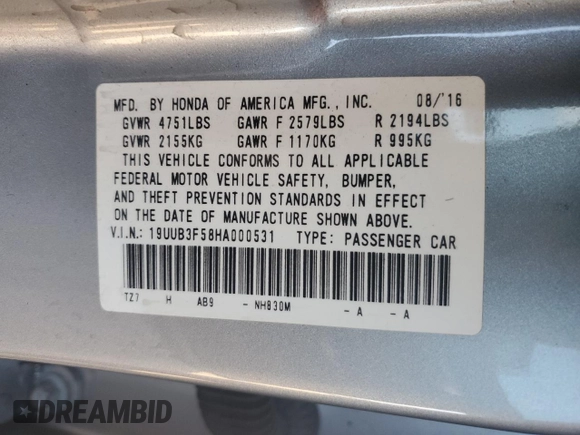 MFD. BY HONDA OF AMERICA MFG., INC. 08/'16
GVWR 4751LBS GAWR F 2579LBS R 2194LBS
GVWR 2155KG GAWR F 1170KG R 995KG
THIS VEHICLE CONFORMS TO ALL APPLICABLE
FEDERAL MOTOR VEHICLE SAFETY, BUMPER,
AND THEFT PREVENTION STANDARDS IN EFFECT
ON THE DATE OF MANUFACTURE SHOWN ABOVE.
V.I.N.: 19UUB3F58HA000531 TYPE: PASSENGER CAR
TZ7 H AB9 - NH830M - A - A
DREAMBID